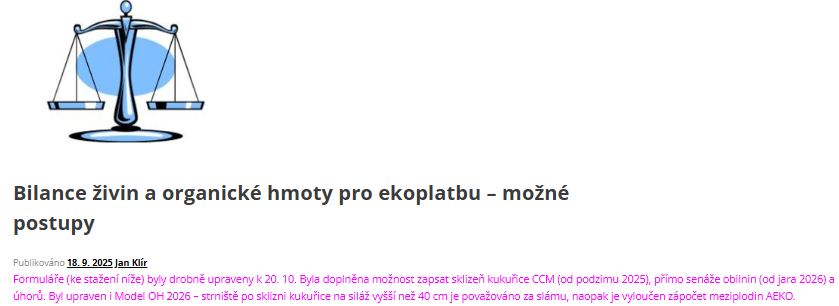 Bilance živin a organické hmoty pro ekoplatbu – možné
postupy
Publikováno 18. 9. 2025 Jan Klír
Formuláře (ke stažení níže) byly drobně upraveny k 20. 10. Byla doplněna možnost zapsat sklizeň kukuřice CCM (od podzimu 2025), přímo senáže obilnin (od jara 2026) a
úhorů. Byl upraven i Model OH 2026 – strniště po sklizni kukuřice na siláž vyšší než 40 cm je považováno za slámu, naopak je vyloučen zápočet meziplodin AEKO.